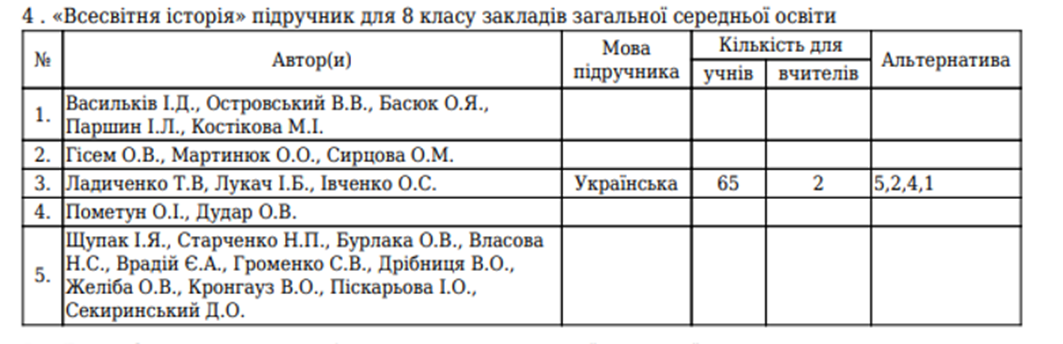 4 . «Всесвітня історія» підручник для 8 класу закладів загальної середньої освіти
№ Автор(и) Мова підручника Кількість для Альтернатива
учнів вчителів
1. Васильків І.Д., Островський В.В., Басюк О.Я.,
Паршин І.Л., Костікова М.І.
2. Гісем О.В., Мартинюк О.О., Сирцова О.М.
3. Ладиченко Т.В, Лукач І.Б., Івченко О.С. Українська 65 2 5,2,4,1
4. Пометун О.І., Дудар О.В.
5. Щупак І.Я., Старченко Н.П., Бурлака О.В., Власова
Н.С., Врадій Є.А., Громенко С.В., Дрібниця В.О.,
Желіба О.В., Кронгауз В.О., Піскарьова І.О.,
Секиринський Д.О.